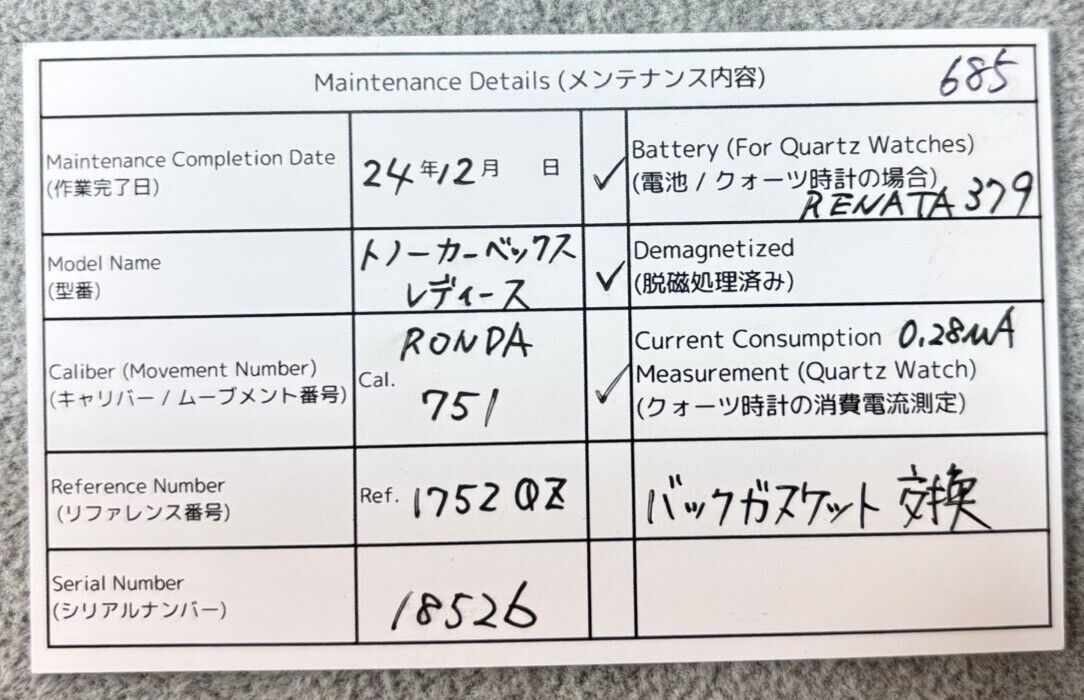 Maintenance Details (メンテナンス内容)
685
Maintenance Completion Date
(作業完了日)
24年12月 日
✓
Battery (For Quartz Watches)
(電池 / クォーツ時計の場合)
RENATA 379
Model Name
(型番)
トノーカーベックス
レディース
✓
Demagnetized
(脱磁処理済み)
Caliber (Movement Number)
(キャリバー / ムーブメント番号)
RONDA
Cal.
751
✓
Current Consumption 0.28μA
Measurement (Quartz Watch)
(クォーツ時計の消費電流測定)
Reference Number
(リファレンス番号)
Ref. 1752 QZ
バックガスケット 交換
Serial Number
(シリアルナンバー)
18526